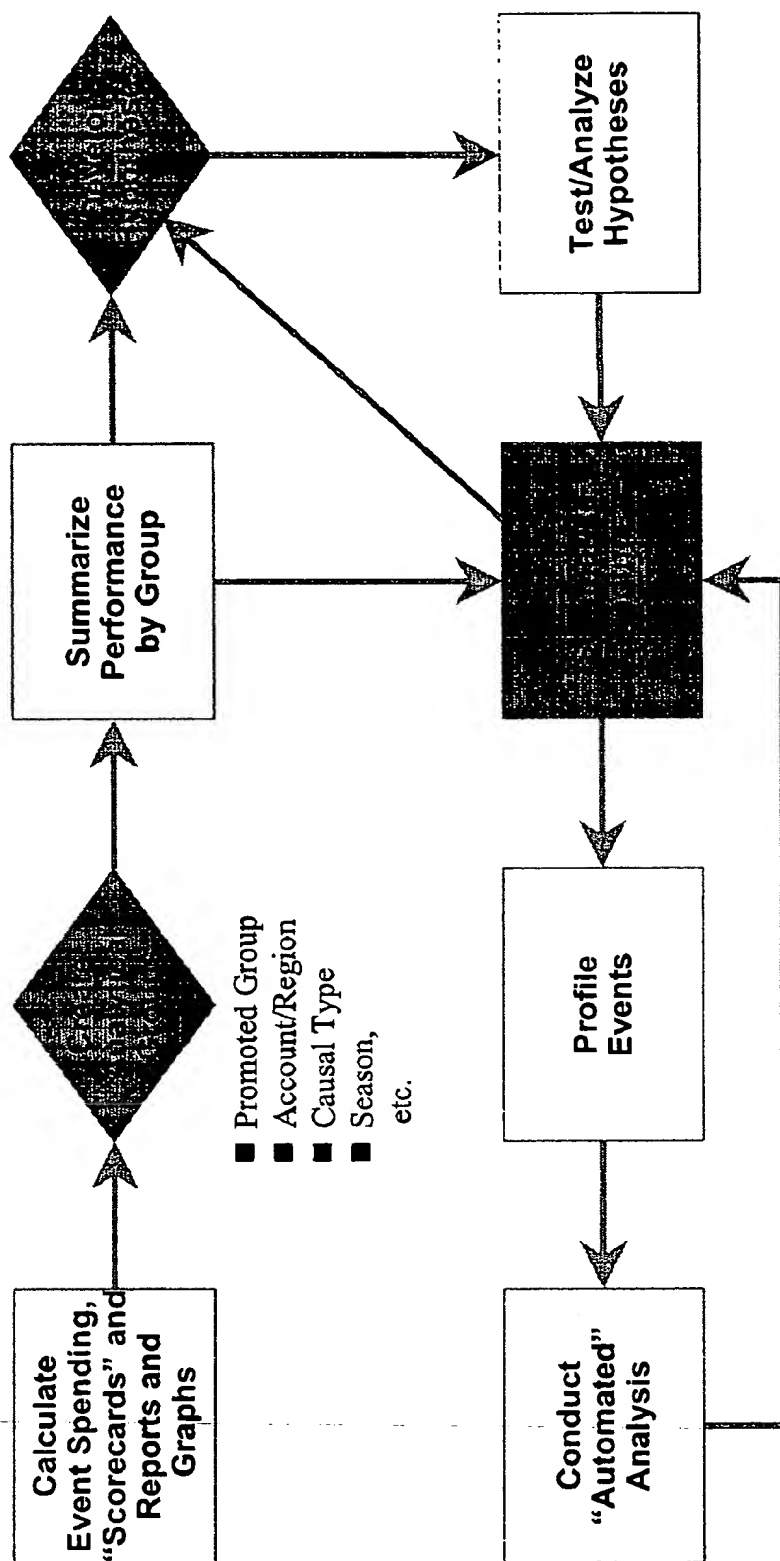 Calculate
Event Spending,
“Scorecards” and
Reports and
Graphs
■ Promoted Group
■ Account/Region
■ Causal Type
■ Season,
etc.
Summarize
Performance
by Group
Test/Analyze
Hypotheses
Profile
Events
Conduct
“Automated”
Analysis